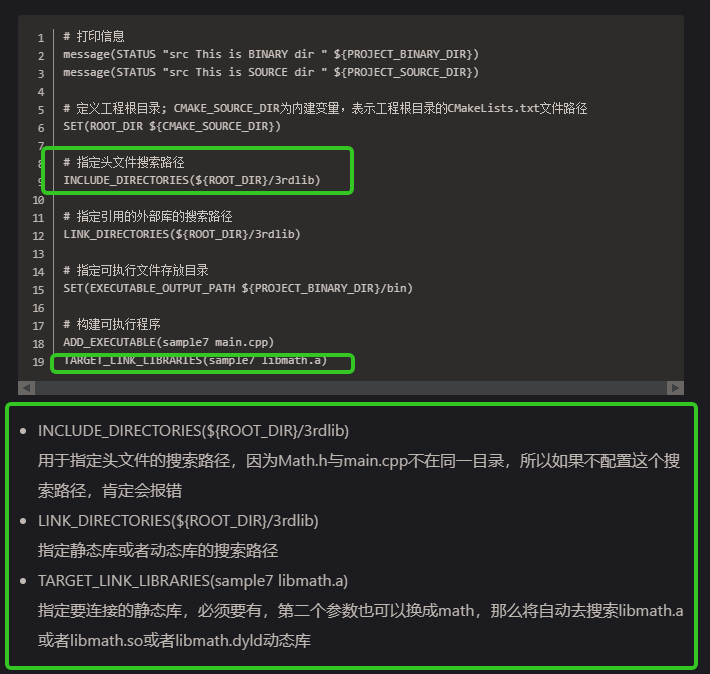 1 # 打印信息
2 message(STATUS "src This is BINARY dir " ${PROJECT_BINARY_DIR})
3 message(STATUS "src This is SOURCE dir " ${PROJECT_SOURCE_DIR})
4
5 # 定义工程根目录; CMAKE_SOURCE_DIR为内建变量，表示工程根目录的CMakeLists.txt文件路径
6 SET(ROOT_DIR ${CMAKE_SOURCE_DIR})
7
8 # 指定头文件搜索路径
9 INCLUDE_DIRECTORIES(${ROOT_DIR}/3rdlib)
10
11 # 指定引用的外部库的搜索路径
12 LINK_DIRECTORIES(${ROOT_DIR}/3rdlib)
13
14 # 指定可执行文件存放目录
15 SET(EXECUTABLE_OUTPUT_PATH ${PROJECT_BINARY_DIR}/bin)
16
17 # 构建可执行程序
18 ADD_EXECUTABLE(sample7 main.cpp)
19 TARGET_LINK_LIBRARIES(sample7 libmath.a)
• INCLUDE_DIRECTORIES(${ROOT_DIR}/3rdlib)
用于指定头文件的搜索路径，因为Math.h与main.cpp不在同一目录，所以如果不配置这个搜
索路径，肯定会报错
• LINK_DIRECTORIES(${ROOT_DIR}/3rdlib)
指定静态库或者动态库的搜索路径
• TARGET_LINK_LIBRARIES(sample7 libmath.a)
指定要连接的静态库，必须要有，第二个参数也可以换成math，那么将自动去搜索libmath.a
或者libmath.so或者libmath.dyld动态库